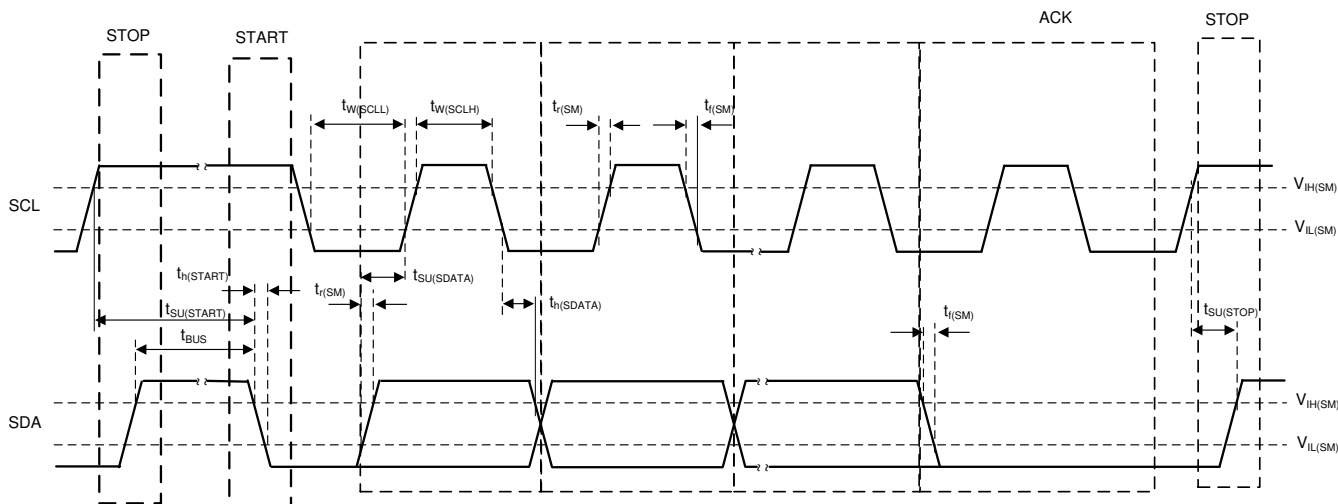 STOP START ACK STOP
tW(SCLL) tW(SCLH) tr(SM) tf(SM)
SCL
VIH(SM)
VIL(SM)
th(START)
tSU(START)
tBUS
tr(SM)
tSU(SDATA)
th(SDATA)
tf(SM)
tSU(STOP)
SDA
VIH(SM)
VIL(SM)